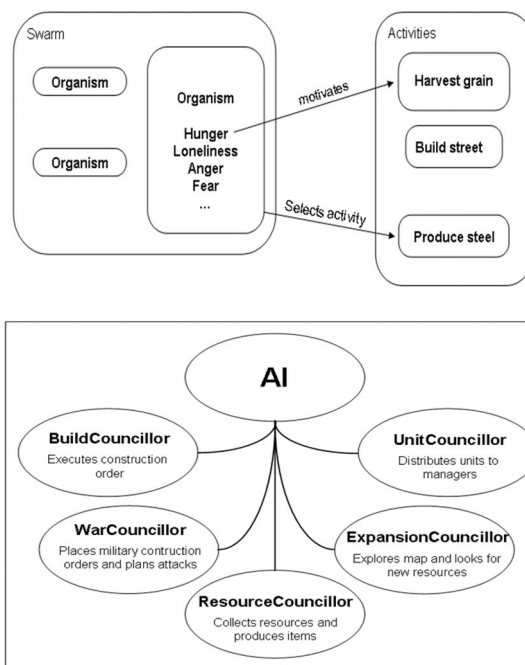 Swarm
Organism
Organism
Organism
Hunger
Loneliness
Anger
Fear
...
motivates
Selects activity
Activities
Harvest grain
Build street
Produce steel
AI
BuildCouncillor
Executes construction
order
UnitCouncillor
Distributes units to
managers
WarCouncillor
Places military contruction
orders and plans attacks
ExpansionCouncillor
Explores map and looks for
new resources
ResourceCouncillor
Collects resources and
produces items